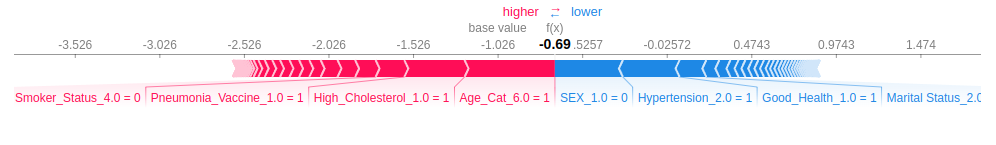 higher ⇄ lower
base value f(x)
-3.526 -3.026 -2.526 -2.026 -1.526 -1.026 -0.69 .5257 -0.02572 0.4743 0.9743 1.474
Smoker_Status_4.0 = 0 Pneumonia_Vaccine_1.0 = 1 High_Cholesterol_1.0 = 1 Age_Cat_6.0 = 1 SEX_1.0 = 0 Hypertension_2.0 = 1 Good_Health_1.0 = 1 Marital Status_2.0